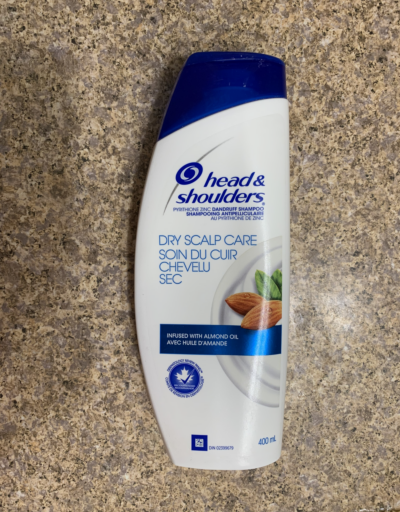 head &
shoulders
PYRITHIONE ZINC DANDRUFF SHAMPOO
SHAMPOOING ANTIPELLICULAIRE
AU PYRITHIONE DE ZINC
DRY SCALP CARE
SOIN DU CUIR
CHEVELU
SEC
INFUSED WITH ALMOND OIL
AVEC HUILE D'AMANDE
400 mL